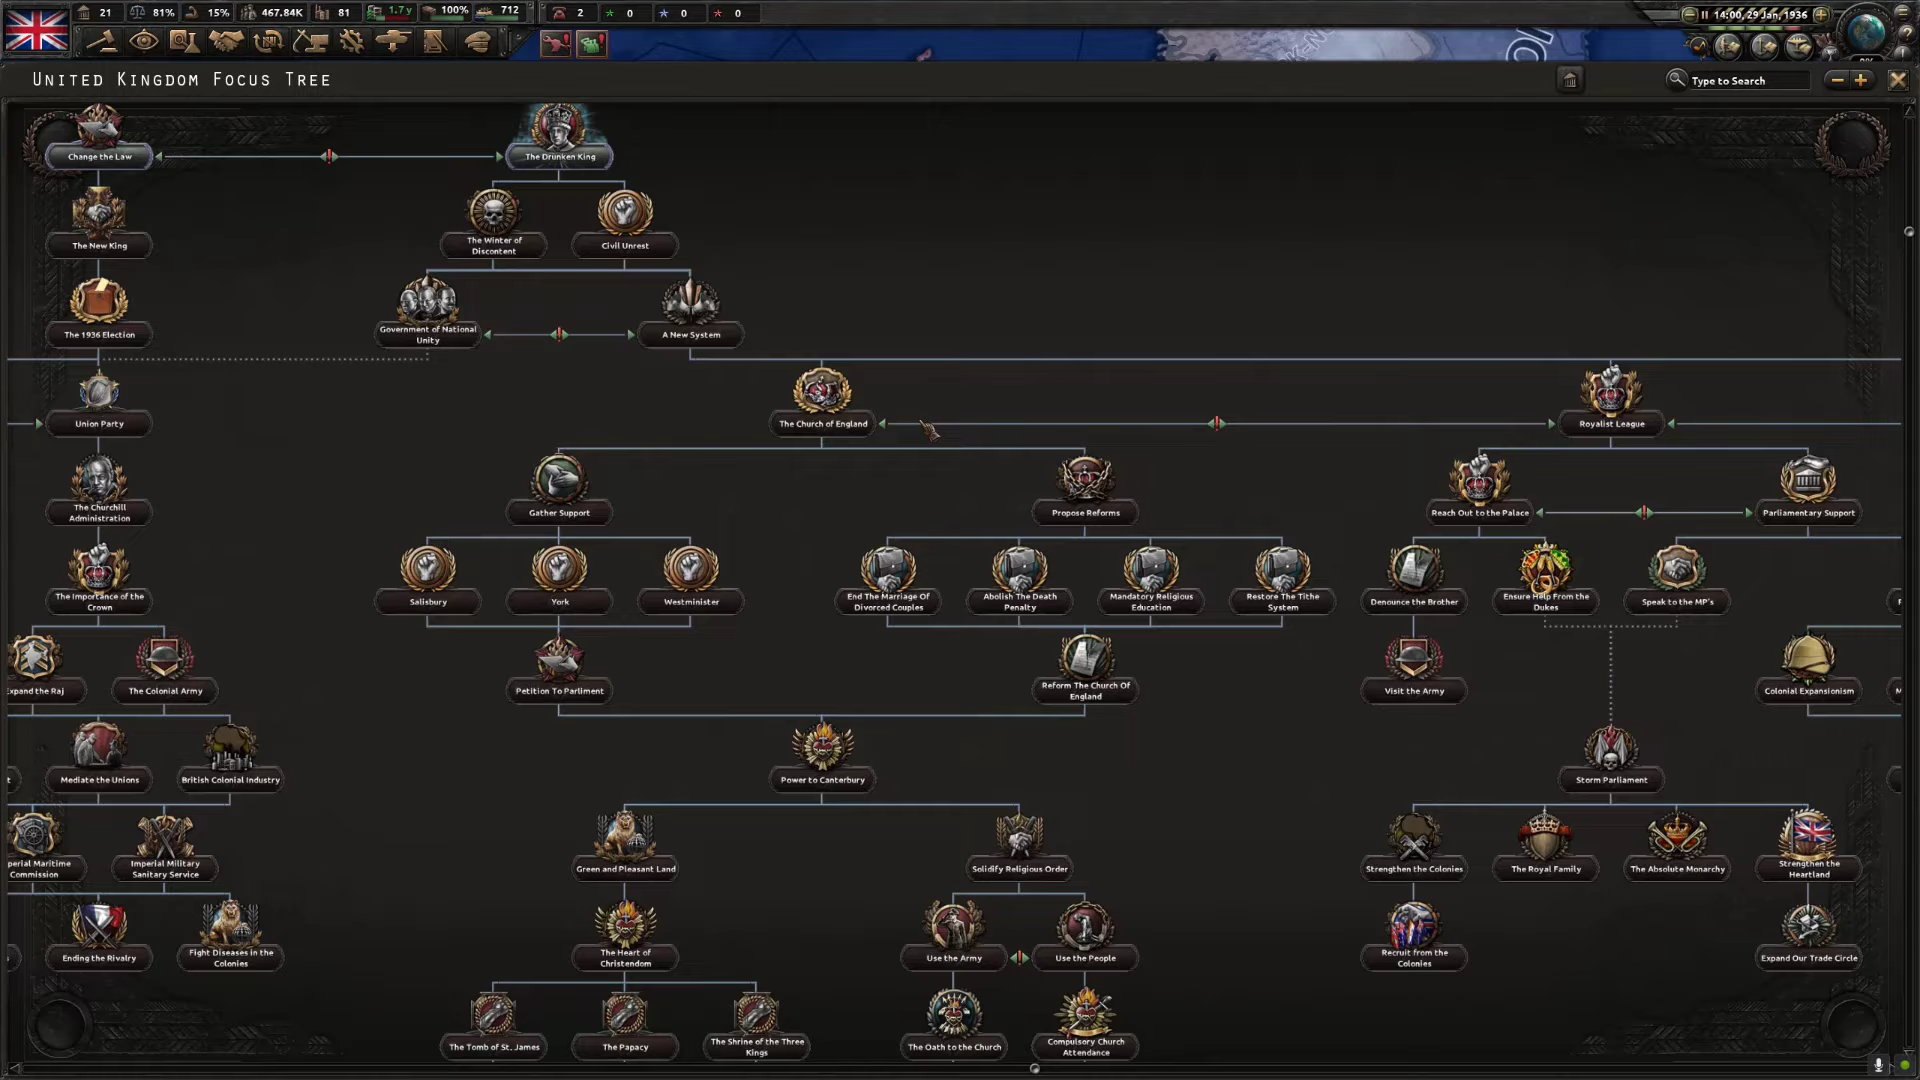 21 81% 15% 467.84K 81 1.7y 100% 712 2 0 0 0
14:00, 29 Jan, 1936
United Kingdom Focus Tree
Type to Search
Change the Law
The Drunken King
The New King
The Winter of
Discontent
Civil Unrest
The 1936 Election
Government of National
Unity
A New System
Union Party
The Church of England
Royalist League
The Churchill
Administration
Gather Support
Propose Reforms
Reach Out to the Palace
Parliamentary Support
The Importance of the
Crown
Salisbury
York
Westminister
End The Marriage Of
Divorced Couples
Abolish The Death
Penalty
Mandatory Religious
Education
Restore The Tithe
System
Denounce the Brother
Ensure Help From the
Dukes
Speak to the MP's
Expand the Raj
The Colonial Army
Petition To Parliment
Reform The Church Of
England
Visit the Army
Colonial Expansionism
Mediate the Unions
British Colonial Industry
Power to Canterbury
Storm Parliament
perial Maritime
Commission
Imperial Military
Sanitary Service
Green and Pleasant Land
Solidify Religious Order
Strengthen the Colonies
The Royal Family
The Absolute Monarchy
Strengthen the
Heartland
Ending the Rivalry
Fight Diseases in the
Colonies
The Heart of
Christendom
Use the Army
Use the People
Recruit from the
Colonies
Expand Our Trade Circle
The Tomb of St. James
The Papacy
The Shrine of the Three
Kings
The Oath to the Church
Compulsory Church
Attendance